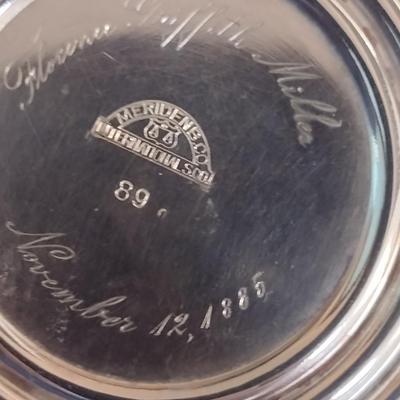 Florence Miller
MERIDEN B. CO.
89
November 12, 1885